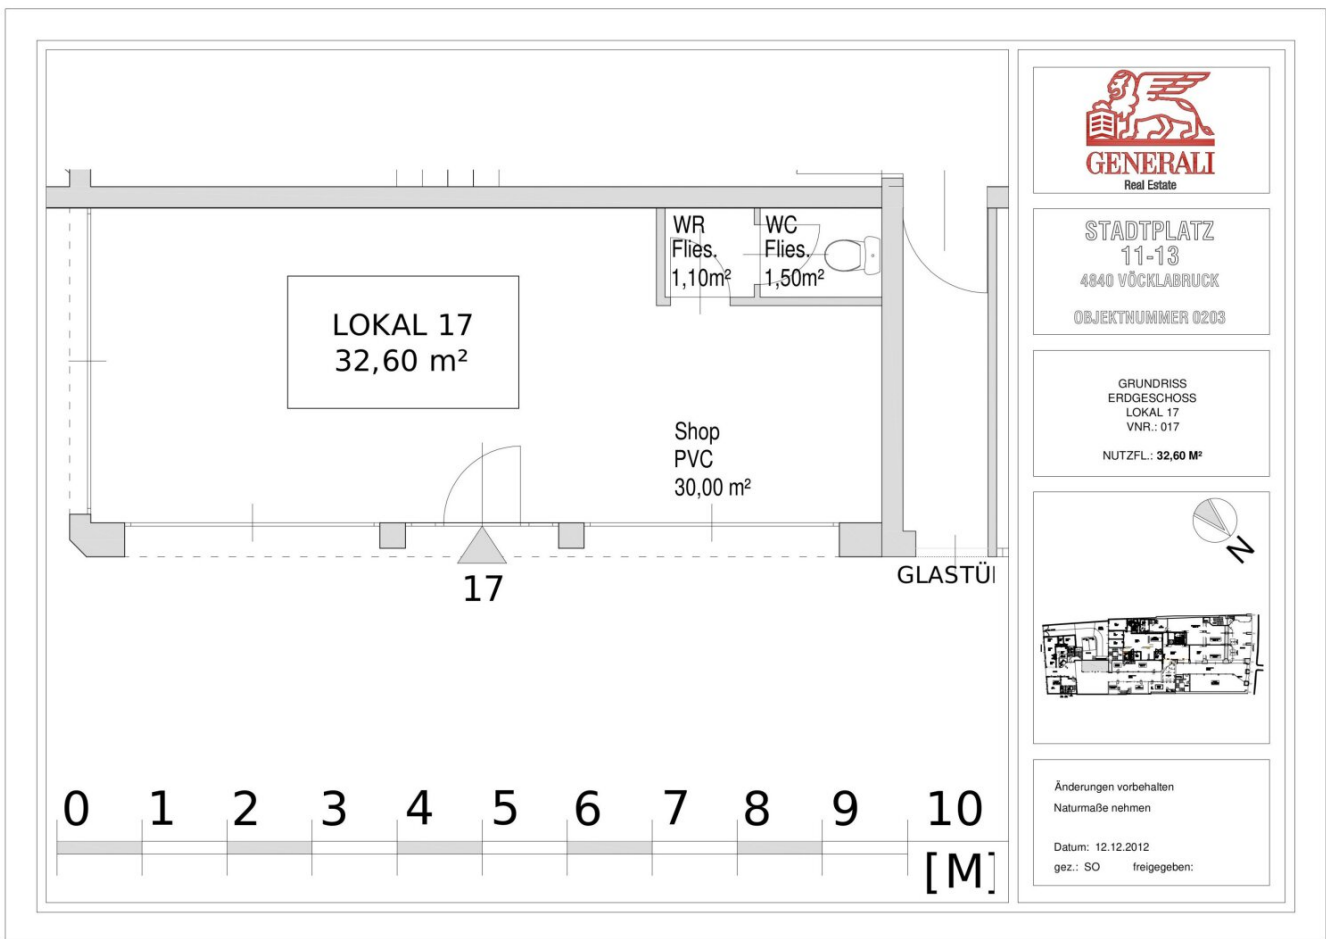 WR
Flies.
1,10m²
WC
Flies.
1,50m²
LOKAL 17
32,60 m²
Shop
PVC
30,00 m²
17
GLASTÜ
0 1 2 3 4 5 6 7 8 9 10
[M]
GENERALI
Real Estate
STADTPLATZ
11-13
4840 VÖCKLABRUCK
OBJEKTNUMMER 0203
GRUNDRISS
ERDGESCHOSS
LOKAL 17
VNR.: 017
NUTZFL.: 32,60 M²
N
Änderungen vorbehalten
Naturmaße nehmen
Datum: 12.12.2012
gez.: SO freigegeben: